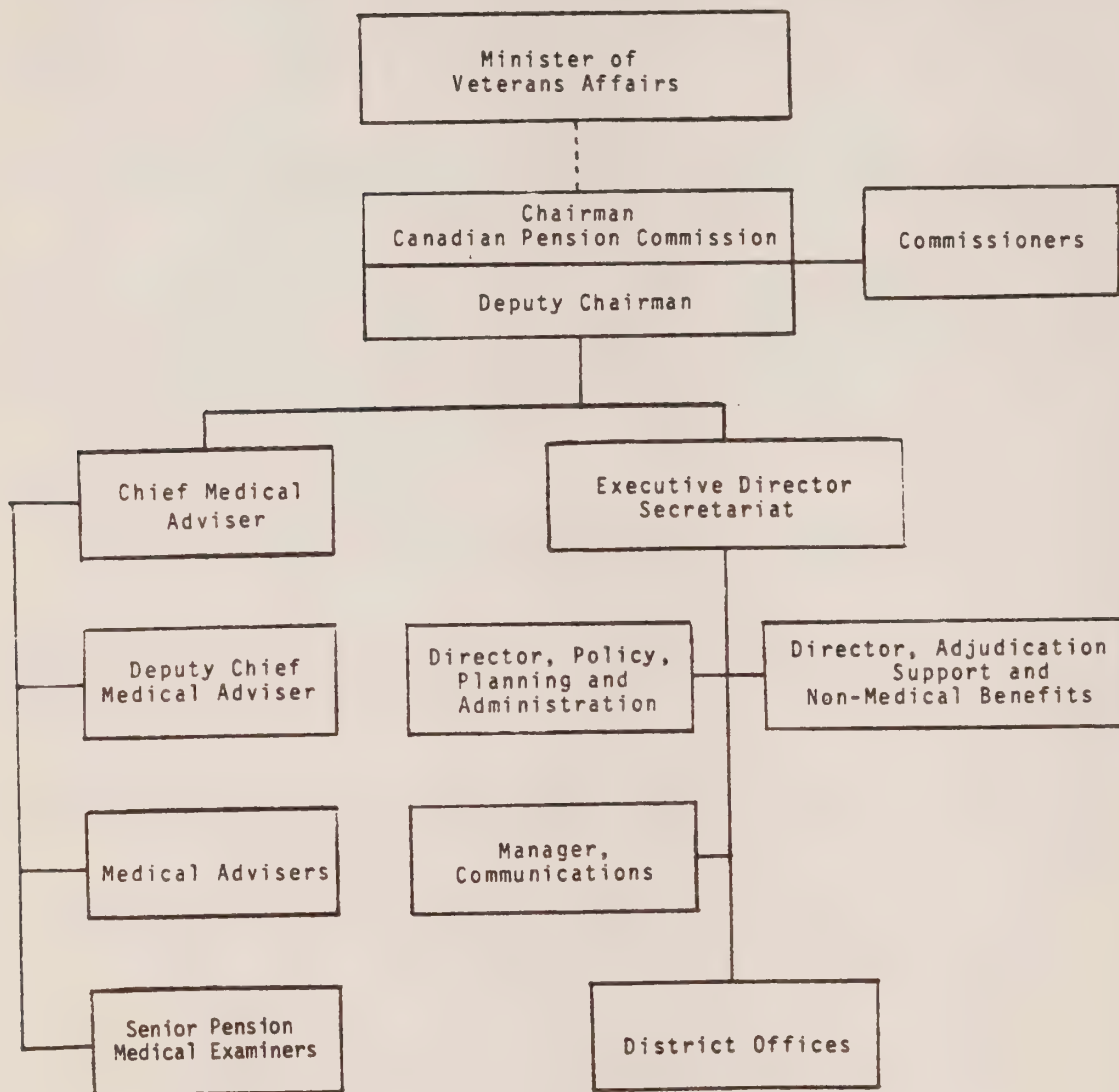 Minister of
Veterans Affairs
Chairman
Canadian Pension Commission
Deputy Chairman
Commissioners
Chief Medical
Adviser
Executive Director
Secretariat
Deputy Chief
Medical Adviser
Director, Policy,
Planning and
Administration
Director, Adjudication
Support and
Non-Medical Benefits
Medical Advisers
Manager,
Communications
Senior Pension
Medical Examiners
District Offices